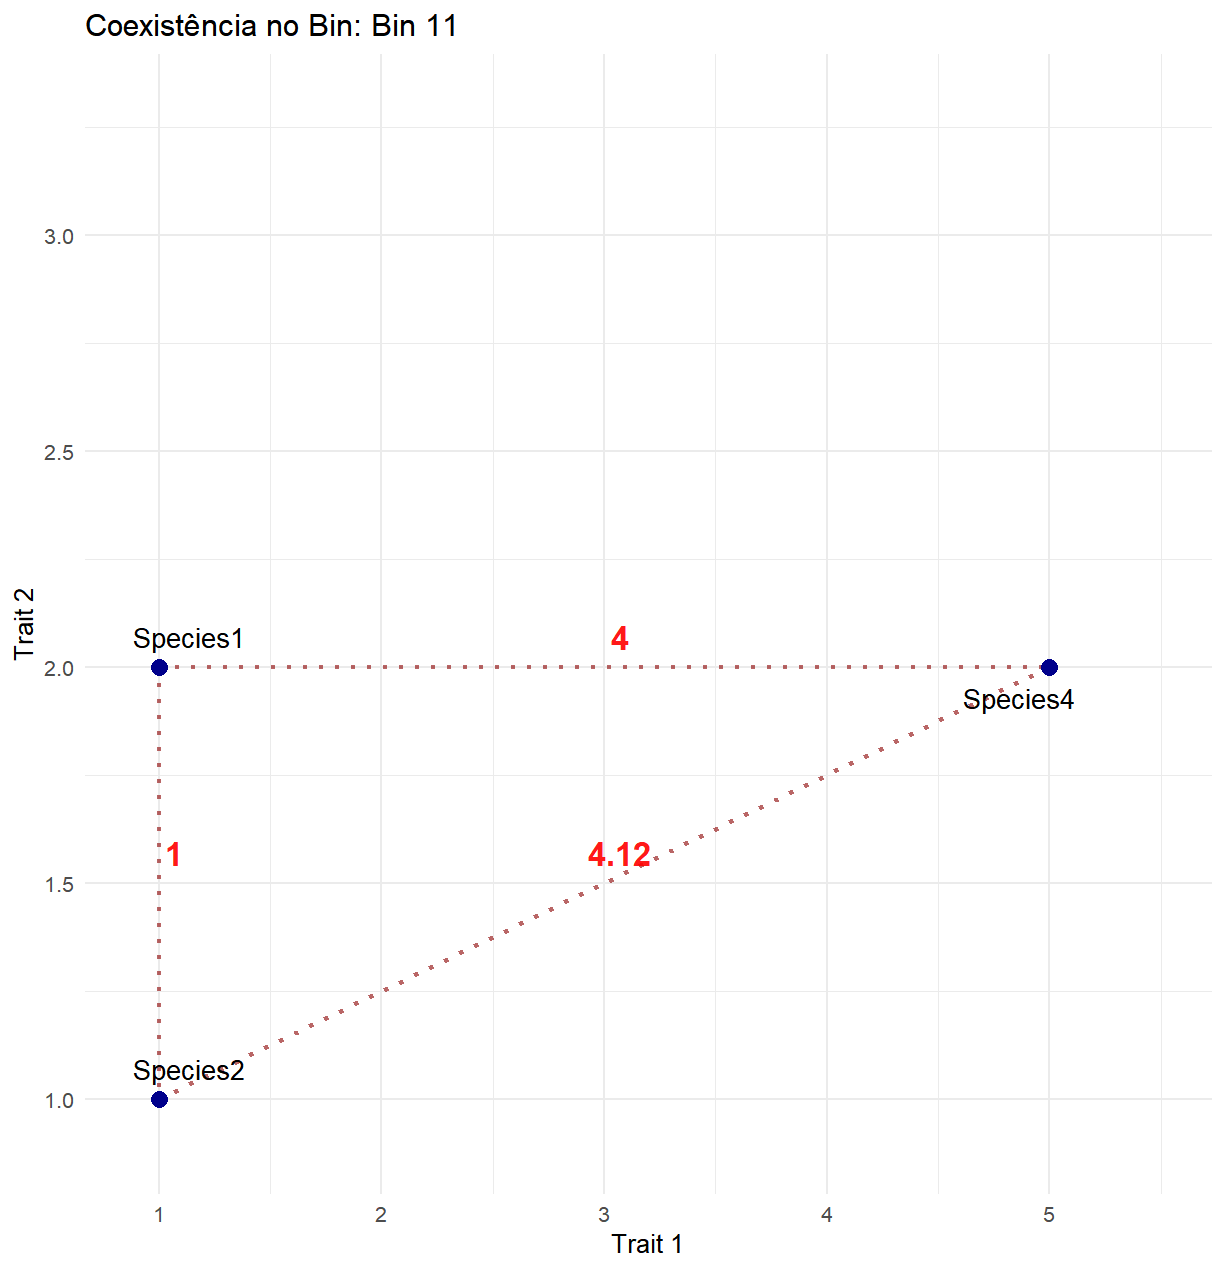 Coexistência no Bin: Bin 11
Trait 2
3.0
2.5
2.0
1.5
1.0
Species1
4
Species4
1
4.12
Species2
1 2 3 4 5
Trait 1